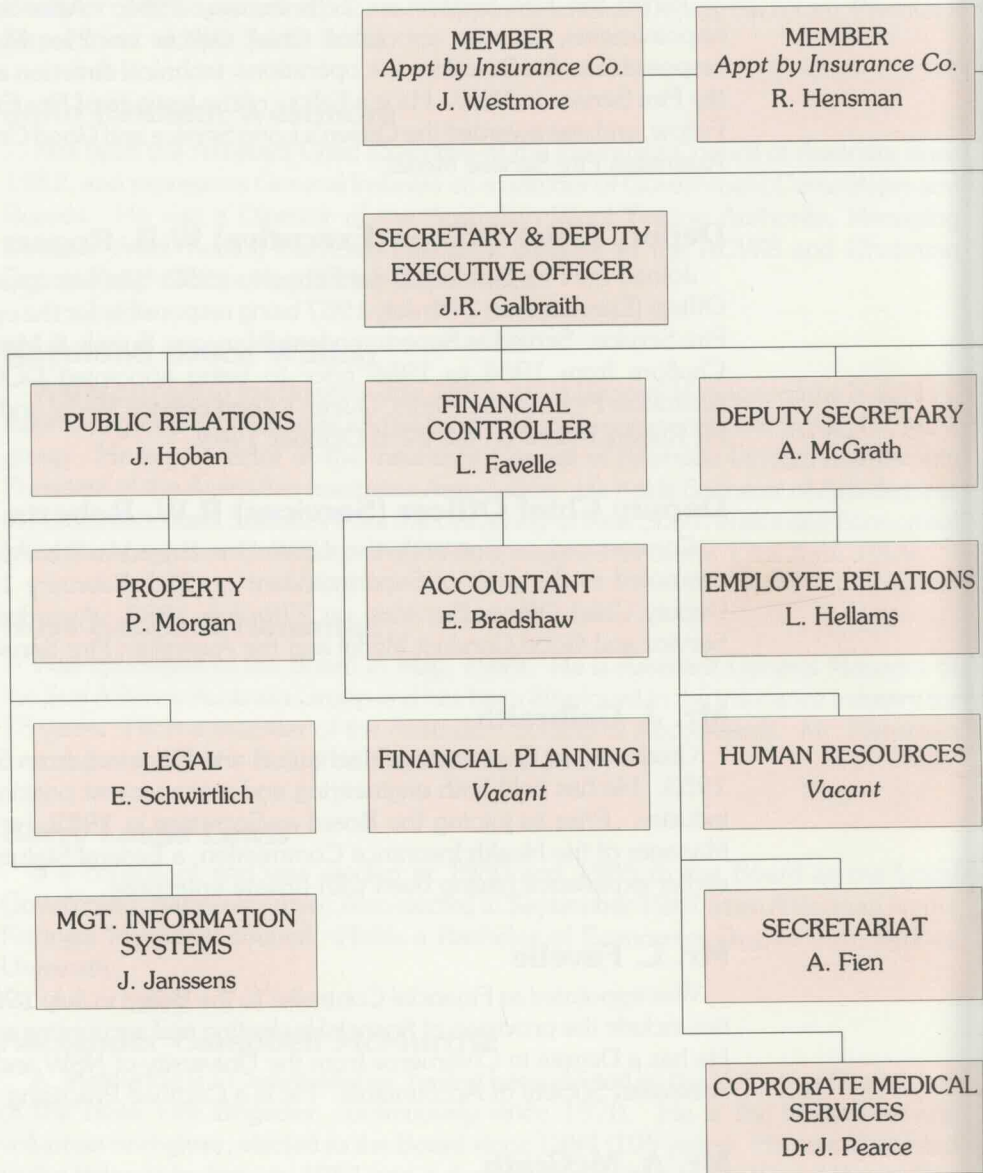 MEMBER
Appt by Insurance Co.
J. Westmore
MEMBER
Appt by Insurance Co.
R. Hensman
SECRETARY & DEPUTY
EXECUTIVE OFFICER
J.R. Galbraith
PUBLIC RELATIONS
J. Hoban
FINANCIAL
CONTROLLER
L. Favelle
DEPUTY SECRETARY
A. McGrath
PROPERTY
P. Morgan
ACCOUNTANT
E. Bradshaw
EMPLOYEE RELATIONS
L. Hellams
LEGAL
E. Schwirtlich
FINANCIAL PLANNING
Vacant
HUMAN RESOURCES
Vacant
MGT. INFORMATION
SYSTEMS
J. Janssens
SECRETARIAT
A. Fien
COPRORATE MEDICAL
SERVICES
Dr J. Pearce